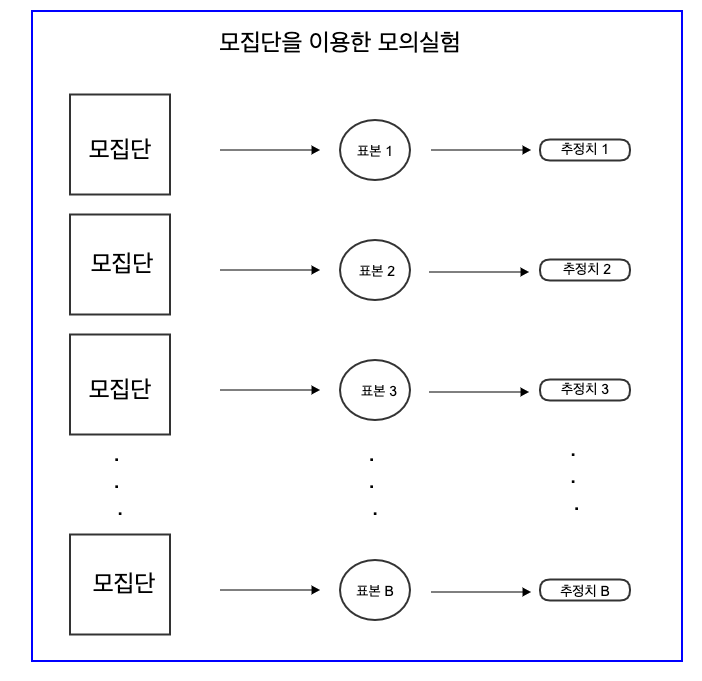 모집단을 이용한 모의실험
모집단 표본 1 추정치 1
모집단 표본 2 추정치 2
모집단 표본 3 추정치 3
모집단 표본 B 추정치 B